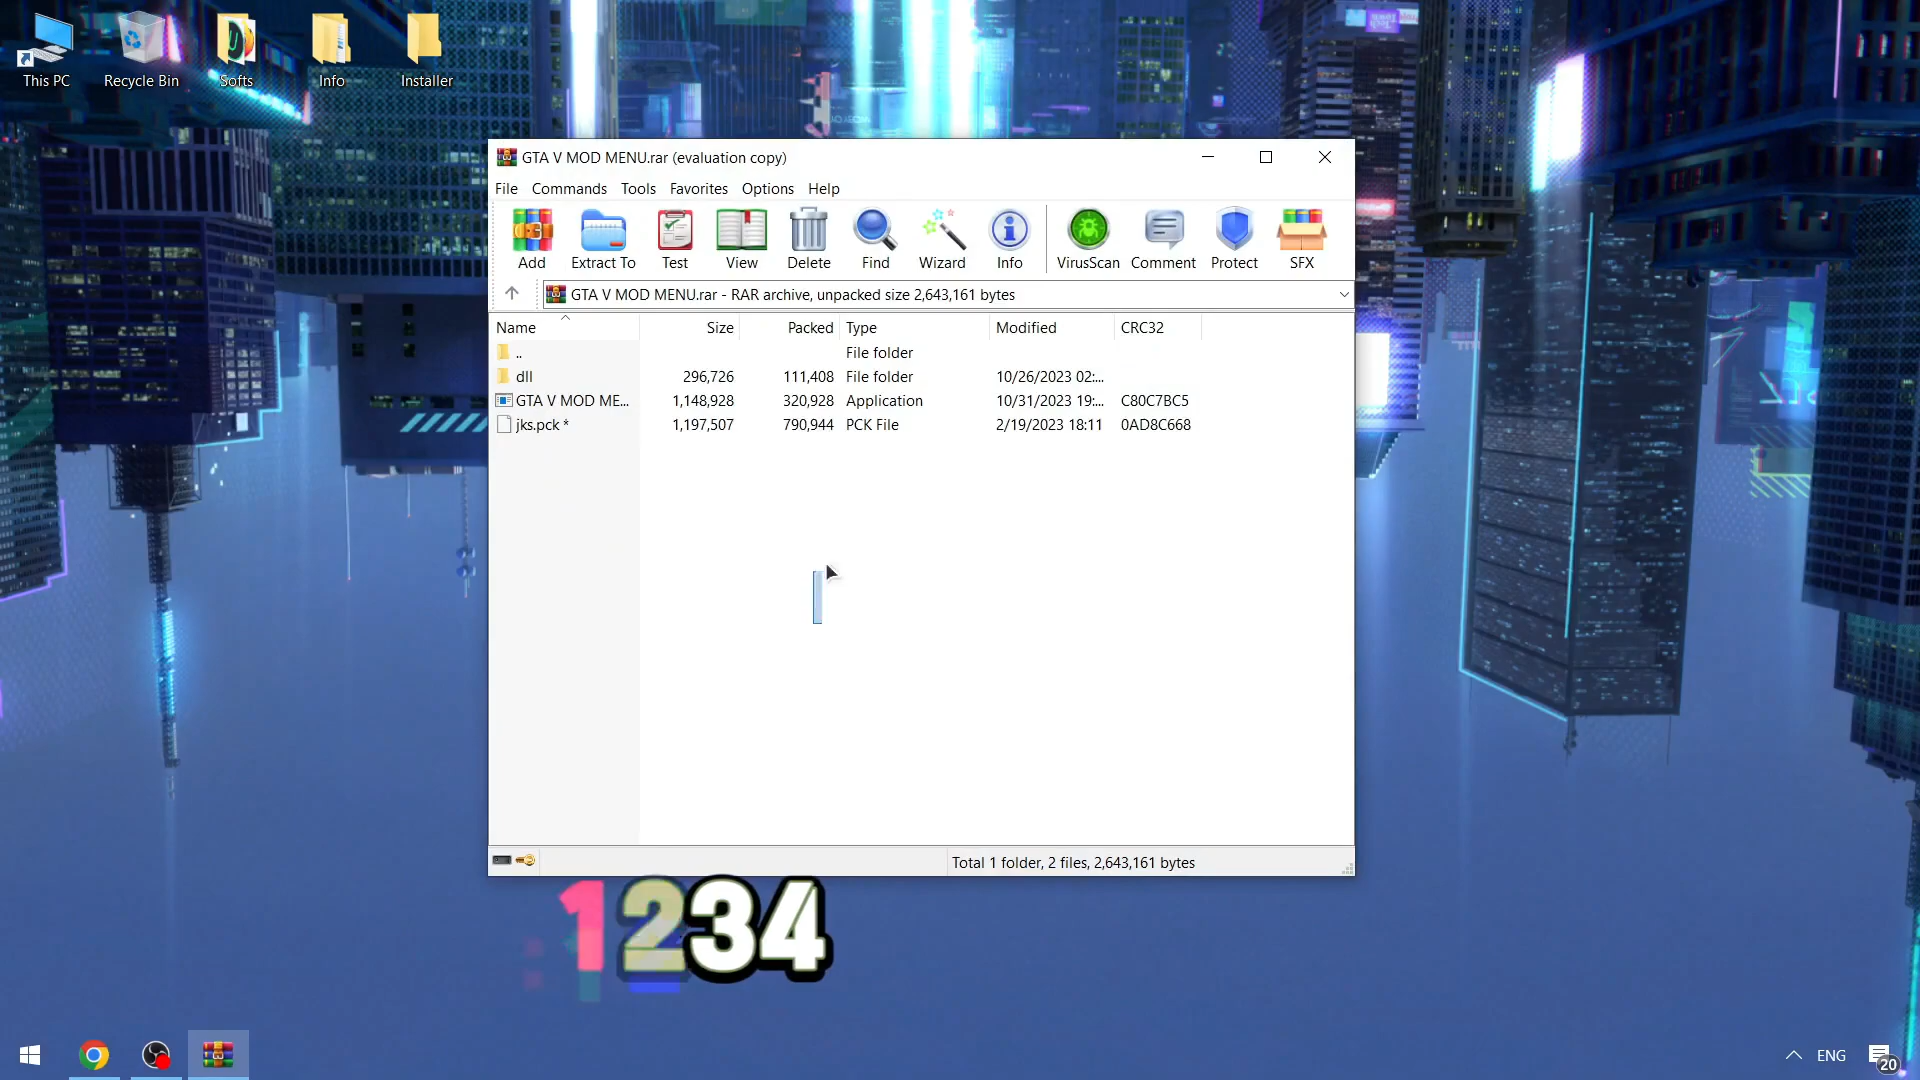 This PC
Recycle Bin
Softs
Info
Installer
GTA V MOD MENU.rar (evaluation copy)
File Commands Tools Favorites Options Help
Add Extract To Test View Delete Find Wizard Info VirusScan Comment Protect SFX
GTA V MOD MENU.rar - RAR archive, unpacked size 2,643,161 bytes
Name Size Packed Type Modified CRC32
.. File folder
dll 296,726 111,408 File folder 10/26/2023 02:...
GTA V MOD ME... 1,148,928 320,928 Application 10/31/2023 19:... C80C7BC5
jks.pck * 1,197,507 790,944 PCK File 2/19/2023 18:11 0AD8C668
Total 1 folder, 2 files, 2,643,161 bytes
1234
ENG
20